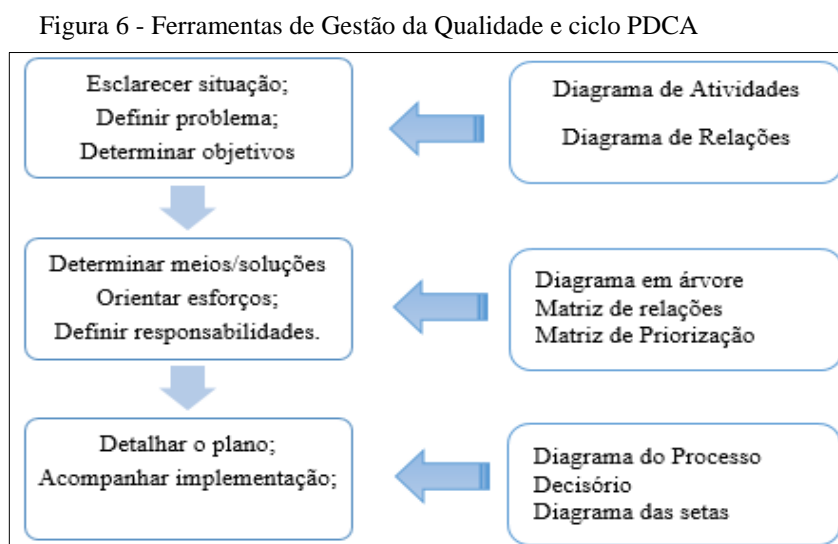 Figura 6 - Ferramentas de Gestão da Qualidade e ciclo PDCA
Esclarecer situação;
Definir problema;
Determinar objetivos
Diagrama de Atividades
Diagrama de Relações
Determinar meios/soluções
Orientar esforços;
Definir responsabilidades.
Diagrama em árvore
Matriz de relações
Matriz de Priorização
Detalhar o plano;
Acompanhar implementação;
Diagrama do Processo
Decisório
Diagrama das setas